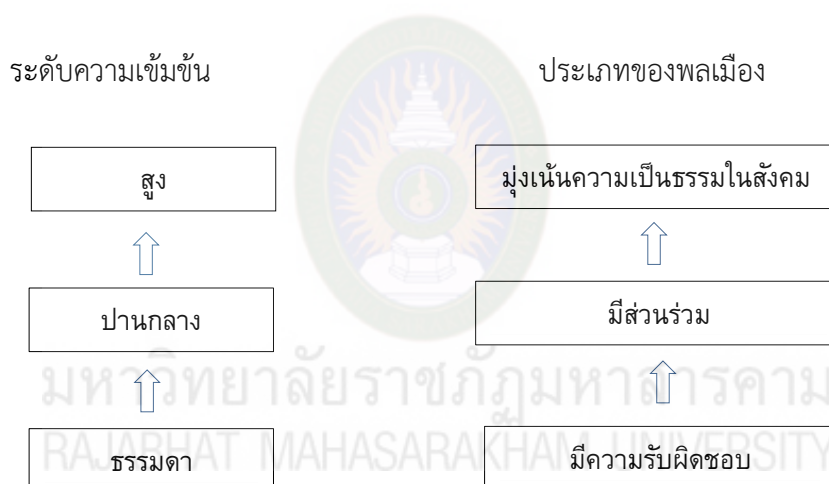 ระดับความเข้มข้น ประเภทของพลเมือง
สูง มุ่งเน้นความเป็นธรรมในสังคม
ปานกลาง มีส่วนร่วม
มหาวิทยาลัยราชภัฏมหาสารคาม
RAJABHAT MAHASARAKHAM UNIVERSITY
ธรรมดา มีความรับผิดชอบ